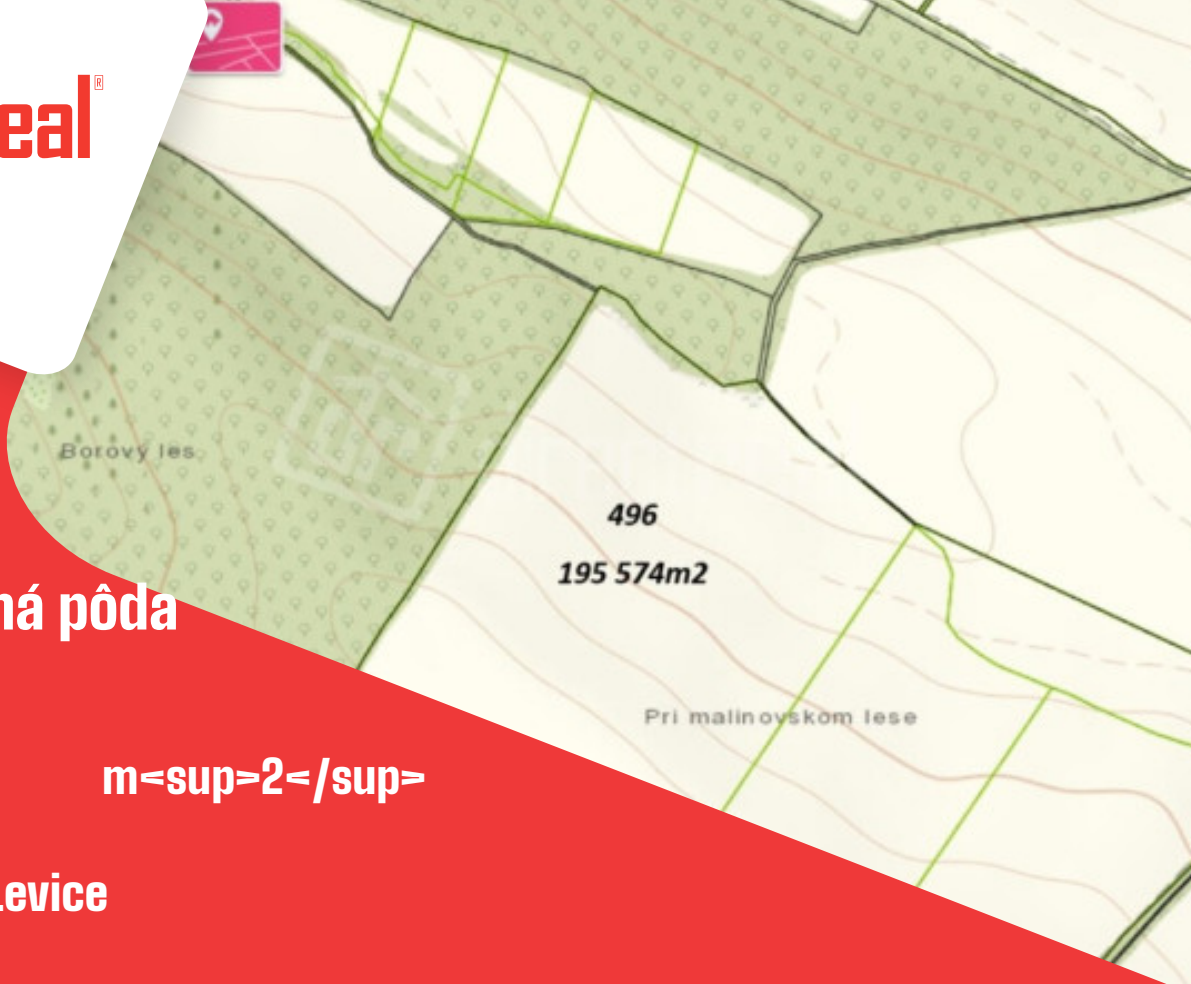 eal®
Borový les
496
195 574m2
ná pôda
Pri malinovskom lese
m<sup>2</sup>
Levice